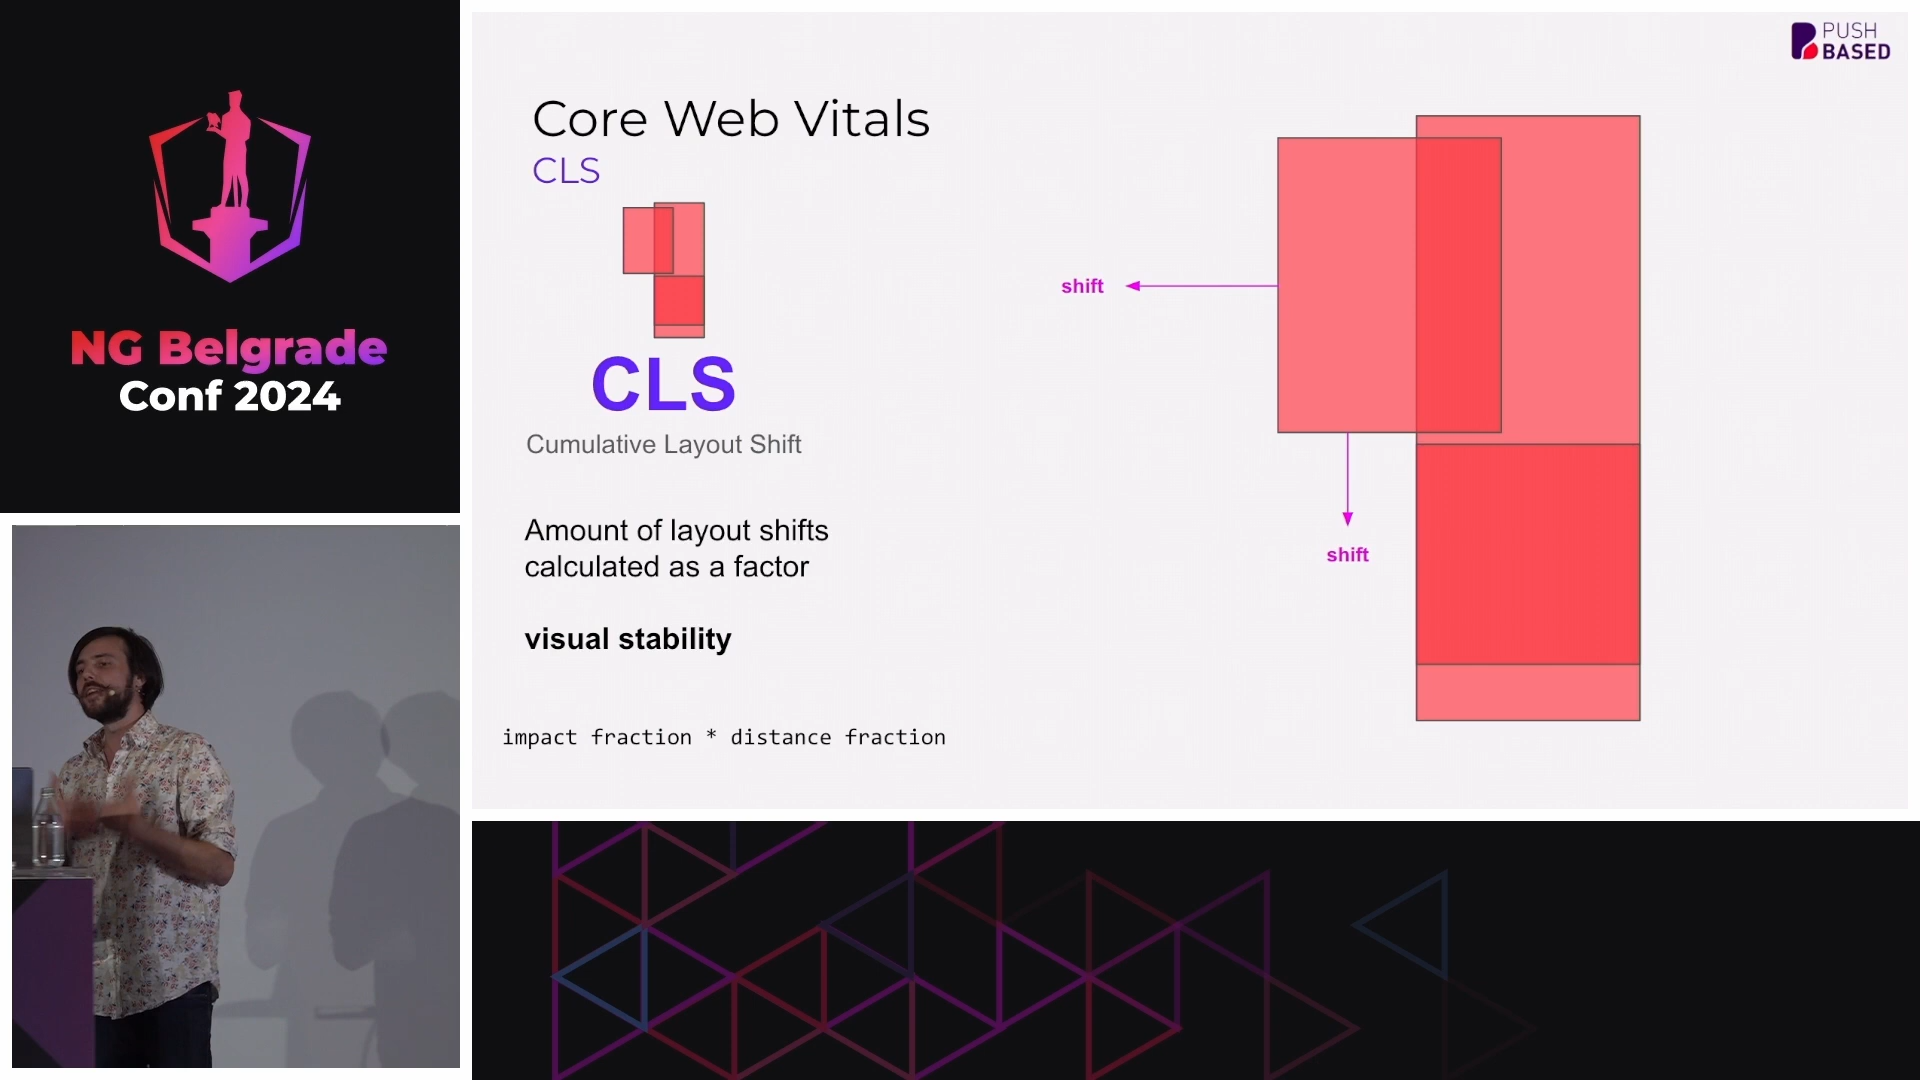 NG Belgrade
Conf 2024
PUSH
BASED
Core Web Vitals
CLS
CLS
Cumulative Layout Shift
Amount of layout shifts
calculated as a factor
visual stability
impact fraction * distance fraction
shift
shift